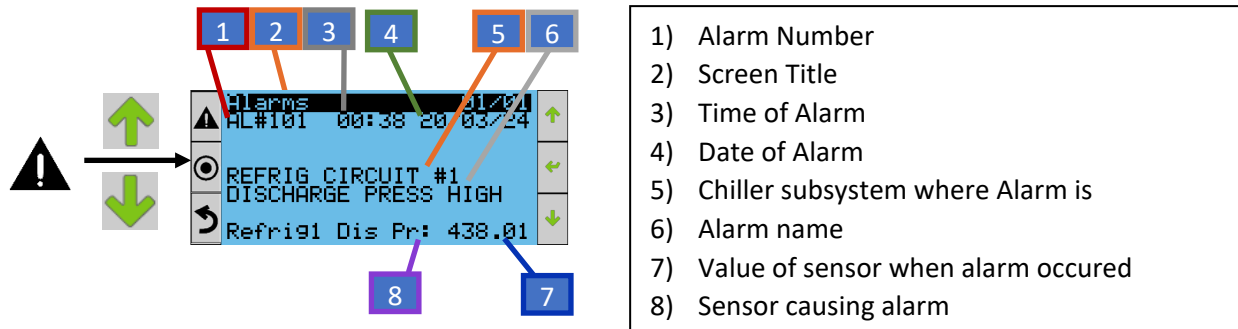 1 2 3 4 5 6
Alarms 01/01
AL#101 00:38 20/03/24
REFRIG CIRCUIT #1
DISCHARGE PRESS HIGH
Refrig1 Dis Pr: 438.01
8 7
1) Alarm Number
2) Screen Title
3) Time of Alarm
4) Date of Alarm
5) Chiller subsystem where Alarm is
6) Alarm name
7) Value of sensor when alarm occured
8) Sensor causing alarm